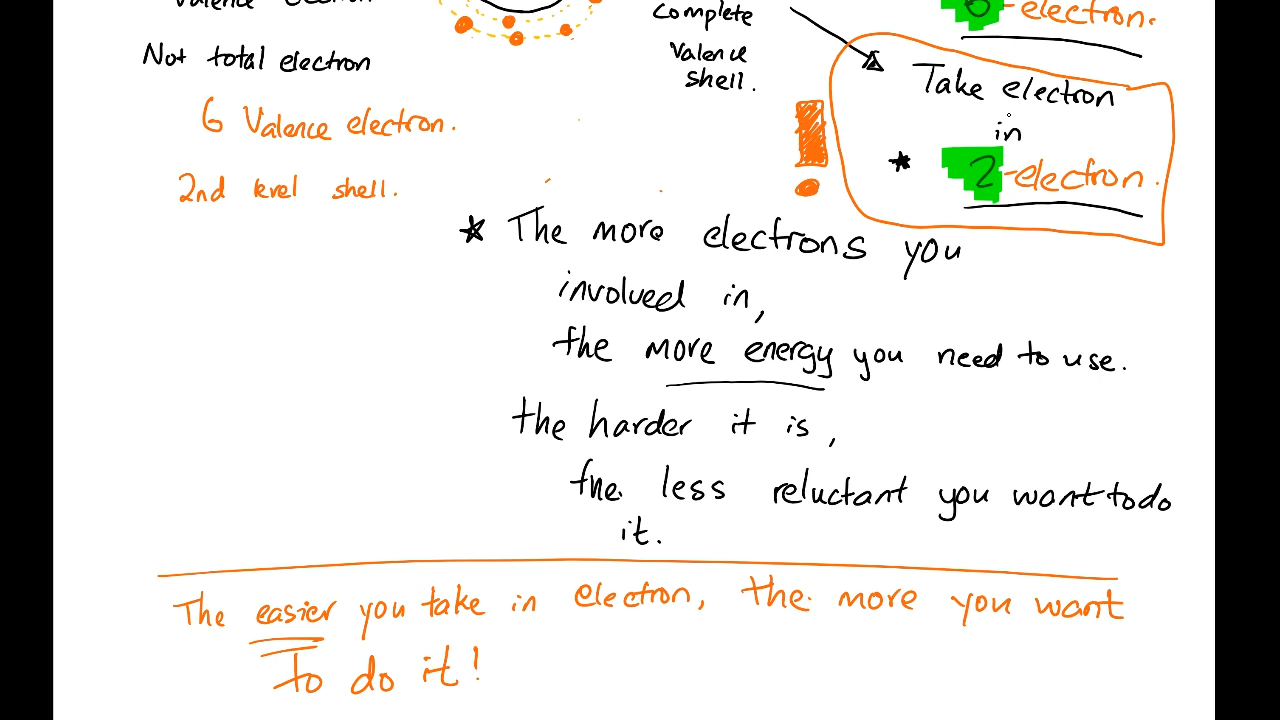 complete
-electron.
Valence
shell.
Not total electron
6 Valence electron.
2nd level shell.
Take electron
in
* 2-electron.
* The more electrons you
involved in,
the more energy you need to use.
the harder it is,
the less reluctant you want to do
it.
The easier you take in electron, the more you want
to do it!